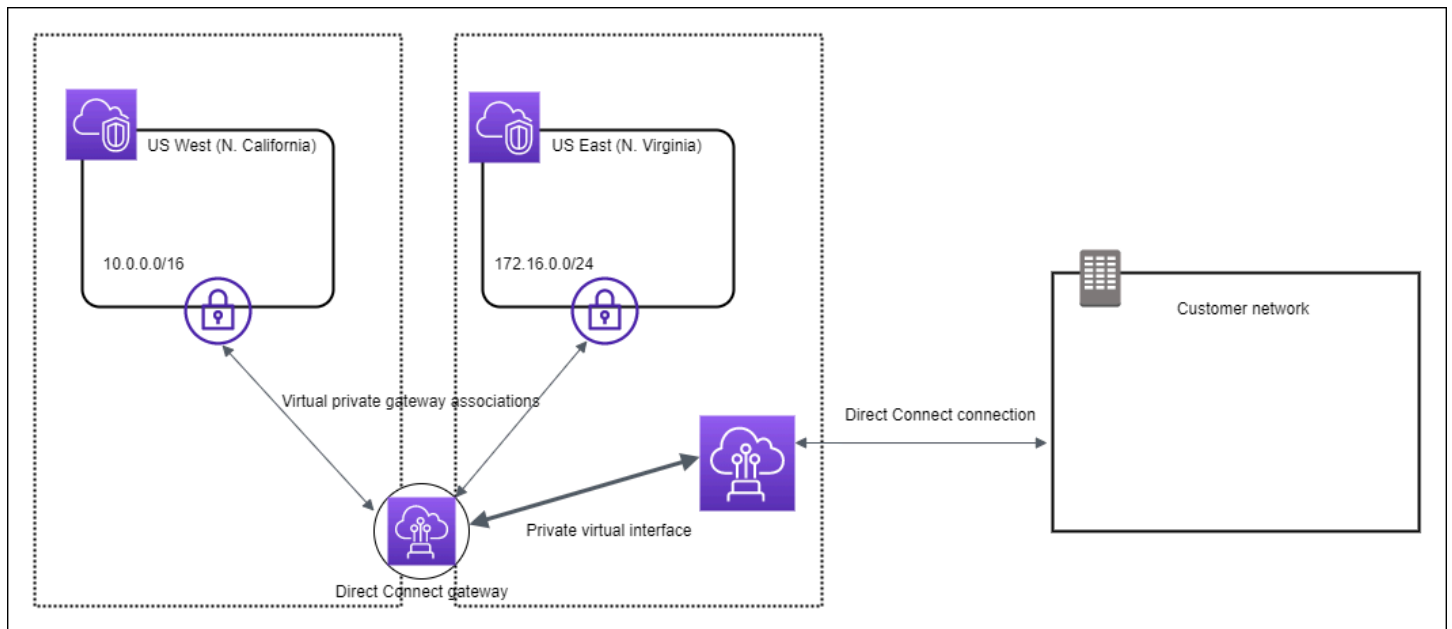 US West (N. California)
US East (N. Virginia)
10.0.0.0/16
172.16.0.0/24
Customer network
Virtual private gateway associations
Direct Connect connection
Private virtual interface
Direct Connect gateway